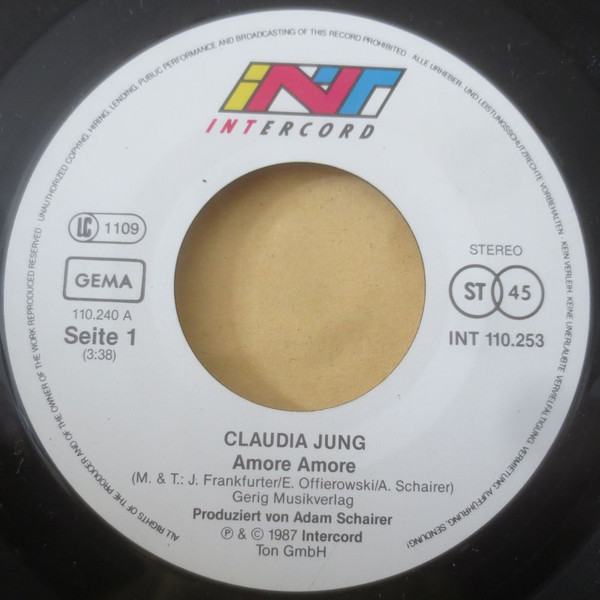 UNAUTHORIZED COPYING, HIRING, LENDING, PUBLIC PERFORMANCE AND BROADCASTING OF THIS RECORD PROHIBITED · ALLE URHEBER- UND LEISTUNGSSCHUTZRECHTE VORBEHALTEN · KEIN VERLEIH, KEINE UNERLAUBTE VERVIELFÄLTIGUNG, VERMIETUNG, AUFFÜHRUNG, SENDUNG!
ALL RIGHTS OF THE PRODUCER AND OF THE OWNER OF THE WORK REPRODUCED RESERVED ·
INT
INTERCORD
LC 1109
GEMA
110.240 A
Seite 1
(3:38)
STEREO
ST 45
INT 110.253
CLAUDIA JUNG
Amore Amore
(M. & T.: J. Frankfurter/E. Offierowski/A. Schairer)
Gerig Musikverlag
Produziert von Adam Schairer
Ⓟ & © 1987 Intercord
Ton GmbH